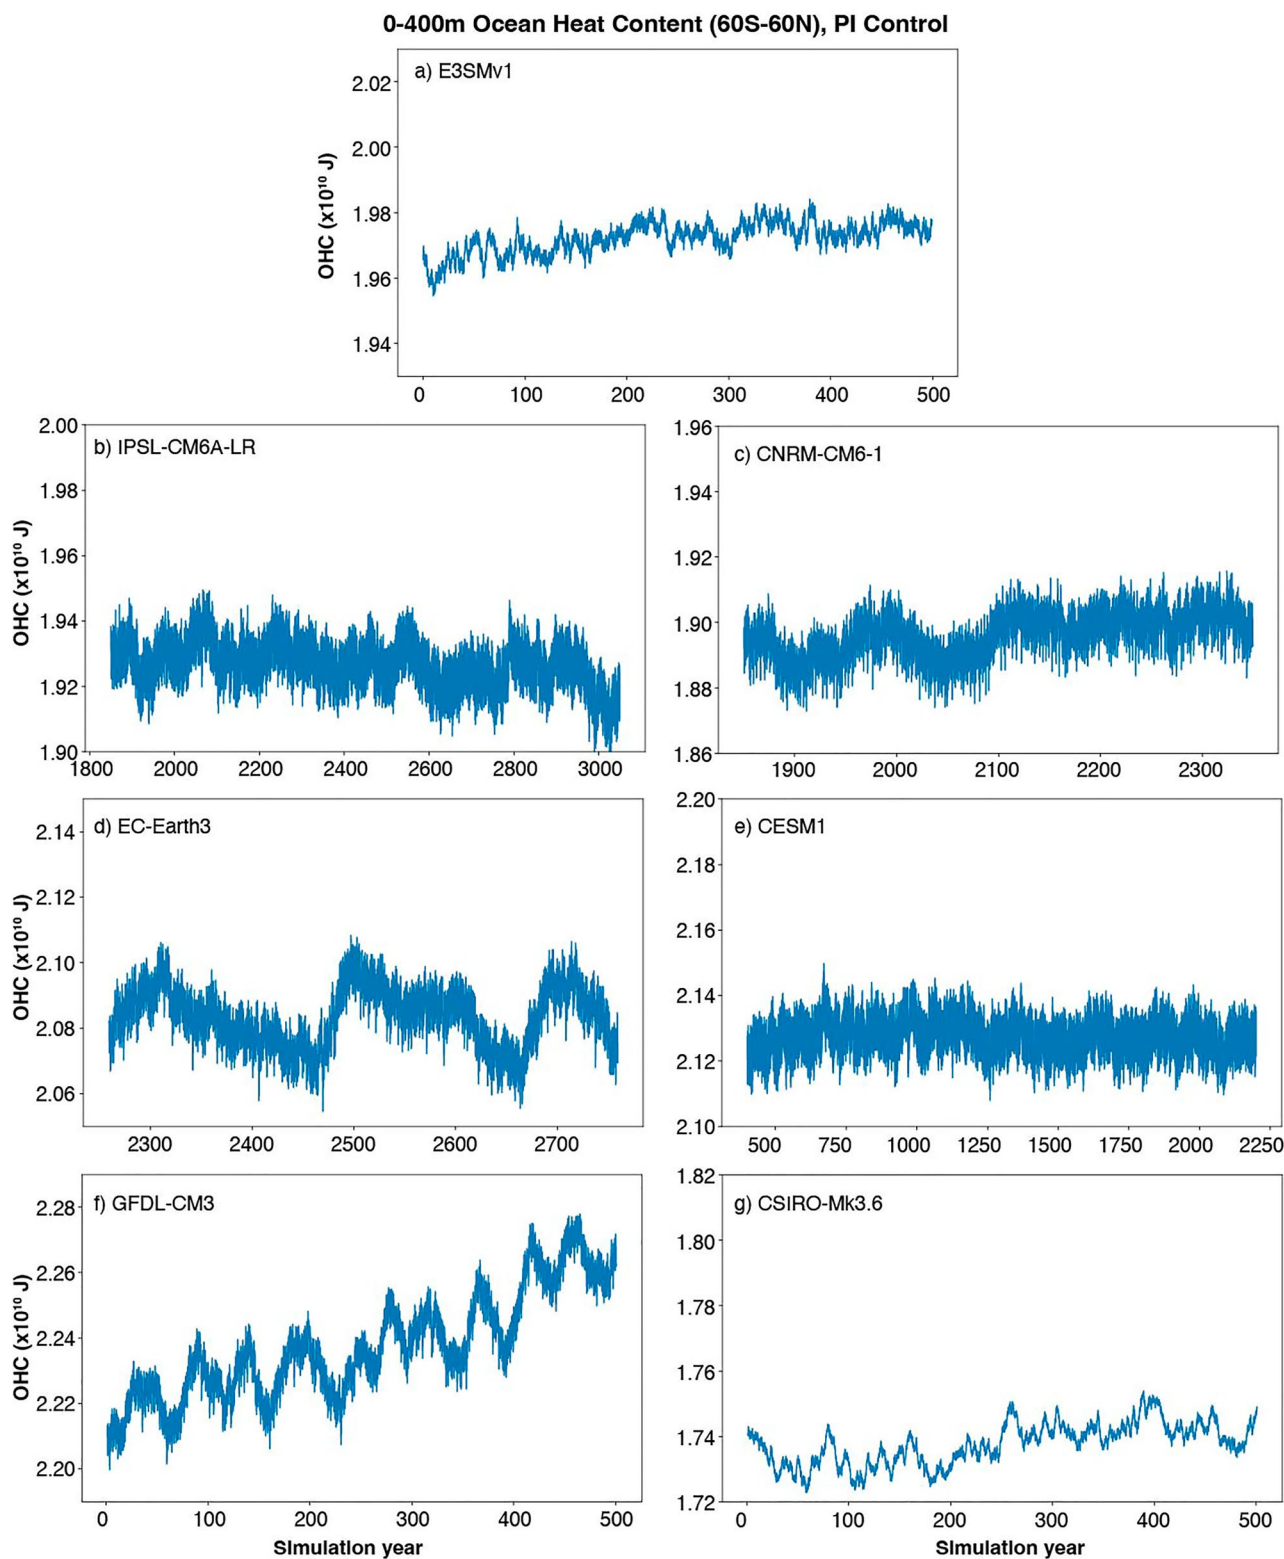 0-400m Ocean Heat Content (60S-60N), PI Control
a) E3SMv1
OHC (x10¹⁰ J)
2.02
2.00
1.98
1.96
1.94
0 100 200 300 400 500
b) IPSL-CM6A-LR
OHC (x10¹⁰ J)
2.00
1.98
1.96
1.94
1.92
1.90
1800 2000 2200 2400 2600 2800 3000
c) CNRM-CM6-1
1.96
1.94
1.92
1.90
1.88
1.86
1900 2000 2100 2200 2300
d) EC-Earth3
OHC (x10¹⁰ J)
2.14
2.12
2.10
2.08
2.06
2300 2400 2500 2600 2700
e) CESM1
2.20
2.18
2.16
2.14
2.12
2.10
500 750 1000 1250 1500 1750 2000 2250
f) GFDL-CM3
OHC (x10¹⁰ J)
2.28
2.26
2.24
2.22
2.20
0 100 200 300 400 500
Simulation year
g) CSIRO-Mk3.6
1.82
1.80
1.78
1.76
1.74
1.72
0 100 200 300 400 500
Simulation year